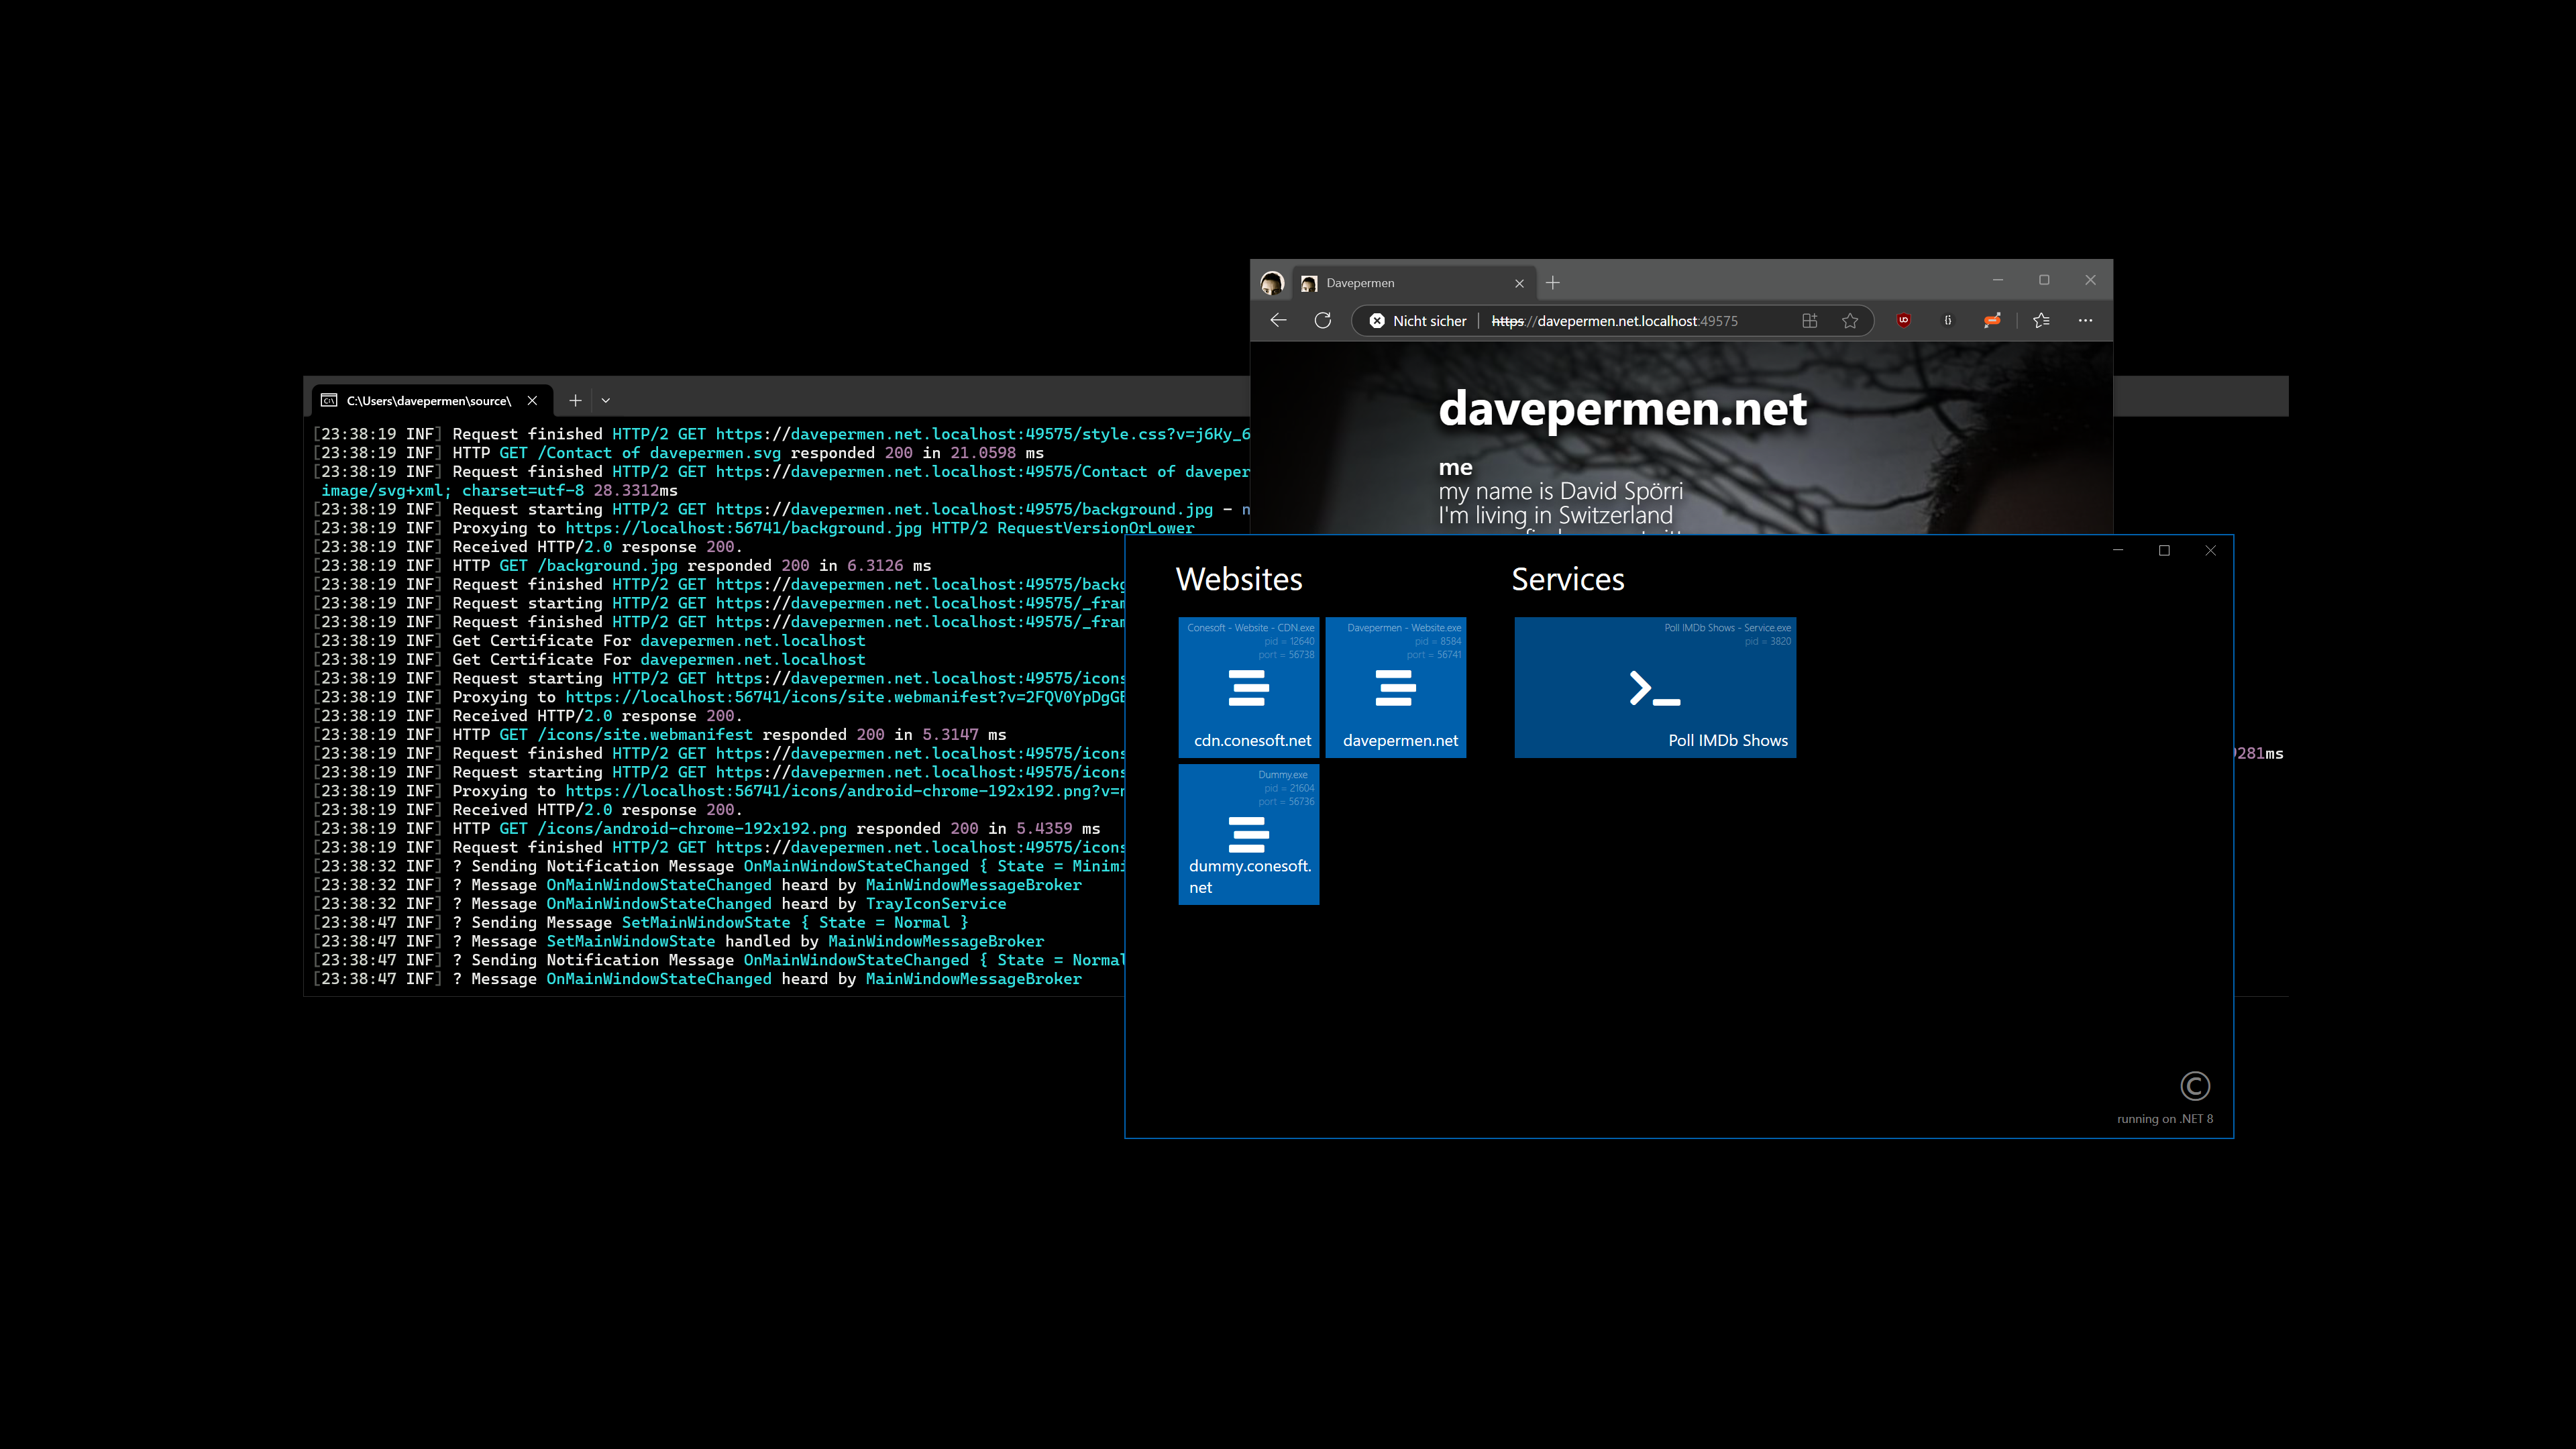 C:\Users\davepermen\source\
[23:38:19 INF] Request finished HTTP/2 GET https://davepermen.net.localhost:49575/style.css?v=j6Ky_6
[23:38:19 INF] HTTP GET /Contact of davepermen.svg responded 200 in 21.0598 ms
[23:38:19 INF] Request finished HTTP/2 GET https://davepermen.net.localhost:49575/Contact of daveper
image/svg+xml; charset=utf-8 28.3312ms
[23:38:19 INF] Request starting HTTP/2 GET https://davepermen.net.localhost:49575/background.jpg - n
[23:38:19 INF] Proxying to https://localhost:56741/background.jpg HTTP/2 RequestVersionOrLower
[23:38:19 INF] Received HTTP/2.0 response 200.
[23:38:19 INF] HTTP GET /background.jpg responded 200 in 6.3126 ms
[23:38:19 INF] Request finished HTTP/2 GET https://davepermen.net.localhost:49575/backg
[23:38:19 INF] Request starting HTTP/2 GET https://davepermen.net.localhost:49575/_fram
[23:38:19 INF] Request finished HTTP/2 GET https://davepermen.net.localhost:49575/_fram
[23:38:19 INF] Get Certificate For davepermen.net.localhost
[23:38:19 INF] Get Certificate For davepermen.net.localhost
[23:38:19 INF] Request starting HTTP/2 GET https://davepermen.net.localhost:49575/icons
[23:38:19 INF] Proxying to https://localhost:56741/icons/site.webmanifest?v=2FQV0YpDgGE
[23:38:19 INF] Received HTTP/2.0 response 200.
[23:38:19 INF] HTTP GET /icons/site.webmanifest responded 200 in 5.3147 ms
[23:38:19 INF] Request finished HTTP/2 GET https://davepermen.net.localhost:49575/icons
281ms
[23:38:19 INF] Request starting HTTP/2 GET https://davepermen.net.localhost:49575/icons
[23:38:19 INF] Proxying to https://localhost:56741/icons/android-chrome-192x192.png?v=
[23:38:19 INF] Received HTTP/2.0 response 200.
[23:38:19 INF] HTTP GET /icons/android-chrome-192x192.png responded 200 in 5.4359 ms
[23:38:19 INF] Request finished HTTP/2 GET https://davepermen.net.localhost:49575/icons
[23:38:32 INF] ? Sending Notification Message OnMainWindowStateChanged { State = Minimi
[23:38:32 INF] ? Message OnMainWindowStateChanged heard by MainWindowMessageBroker
[23:38:32 INF] ? Message OnMainWindowStateChanged heard by TrayIconService
[23:38:47 INF] ? Sending Message SetMainWindowState { State = Normal }
[23:38:47 INF] ? Message SetMainWindowState handled by MainWindowMessageBroker
[23:38:47 INF] ? Sending Notification Message OnMainWindowStateChanged { State = Normal
[23:38:47 INF] ? Message OnMainWindowStateChanged heard by MainWindowMessageBroker
Davepermen
Nicht sicher https://davepermen.net.localhost:49575
davepermen.net
me
my name is David Spörri
I'm living in Switzerland
Websites
Conesoft - Website - CDN.exe
pid = 12640
port = 56738
cdn.conesoft.net
Davepermen - Website.exe
pid = 8584
port = 56741
davepermen.net
Dummy.exe
pid = 21604
port = 56736
dummy.conesoft.
net
Services
Poll IMDb Shows - Service.exe
pid = 3820
Poll IMDb Shows
©
running on .NET 8